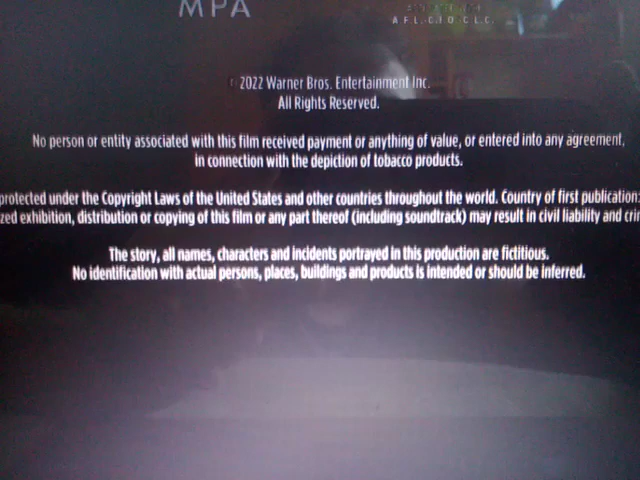 MPA
AFL-CIO-CLC
© 2022 Warner Bros. Entertainment Inc.
All Rights Reserved.
No person or entity associated with this film received payment or anything of value, or entered into any agreement,
in connection with the depiction of tobacco products.
protected under the Copyright Laws of the United States and other countries throughout the world. Country of first publication:
zed exhibition, distribution or copying of this film or any part thereof (including soundtrack) may result in civil liability and cri
The story, all names, characters and incidents portrayed in this production are fictitious.
No identification with actual persons, places, buildings and products is intended or should be inferred.